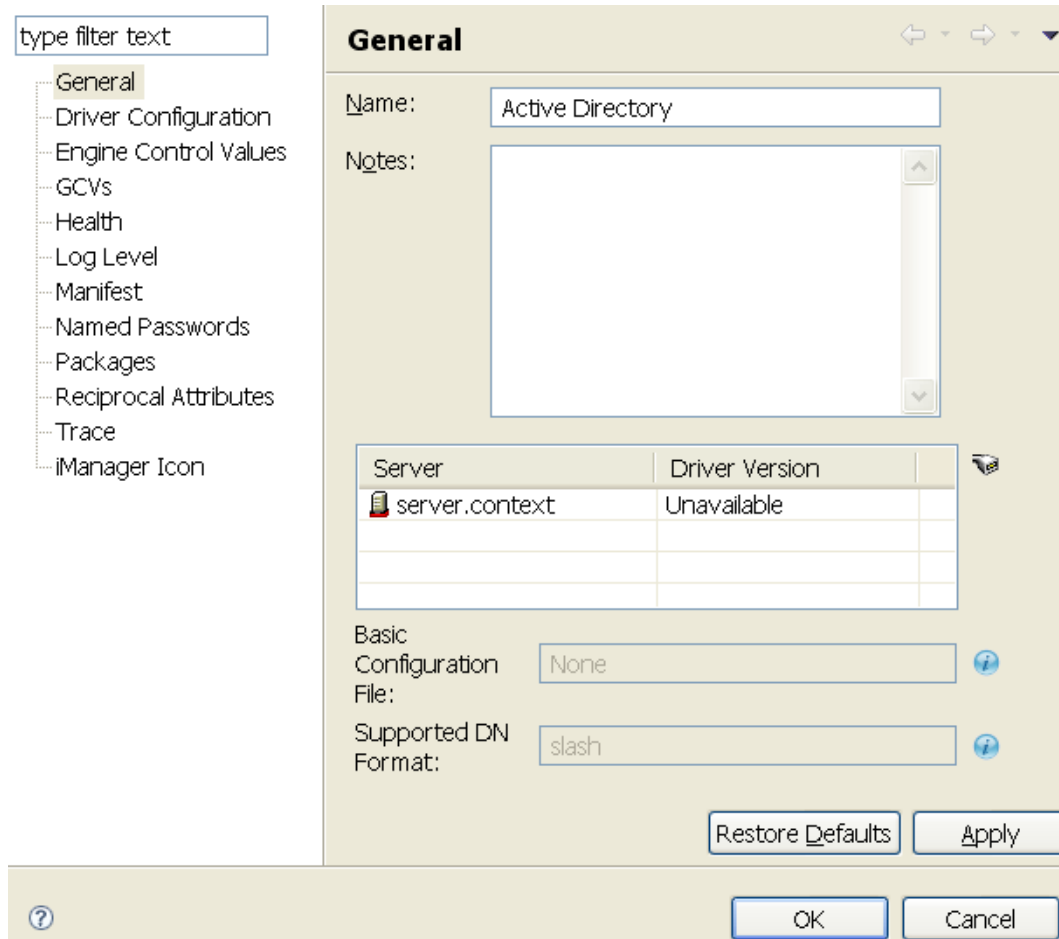 type filter text
General
Driver Configuration
Engine Control Values
GCVs
Health
Log Level
Manifest
Named Passwords
Packages
Reciprocal Attributes
Trace
iManager Icon
General
Name:
Active Directory
Notes:
Server Driver Version
server.context Unavailable
Basic
Configuration
File:
None
Supported DN
Format:
slash
Restore Defaults Apply
OK Cancel